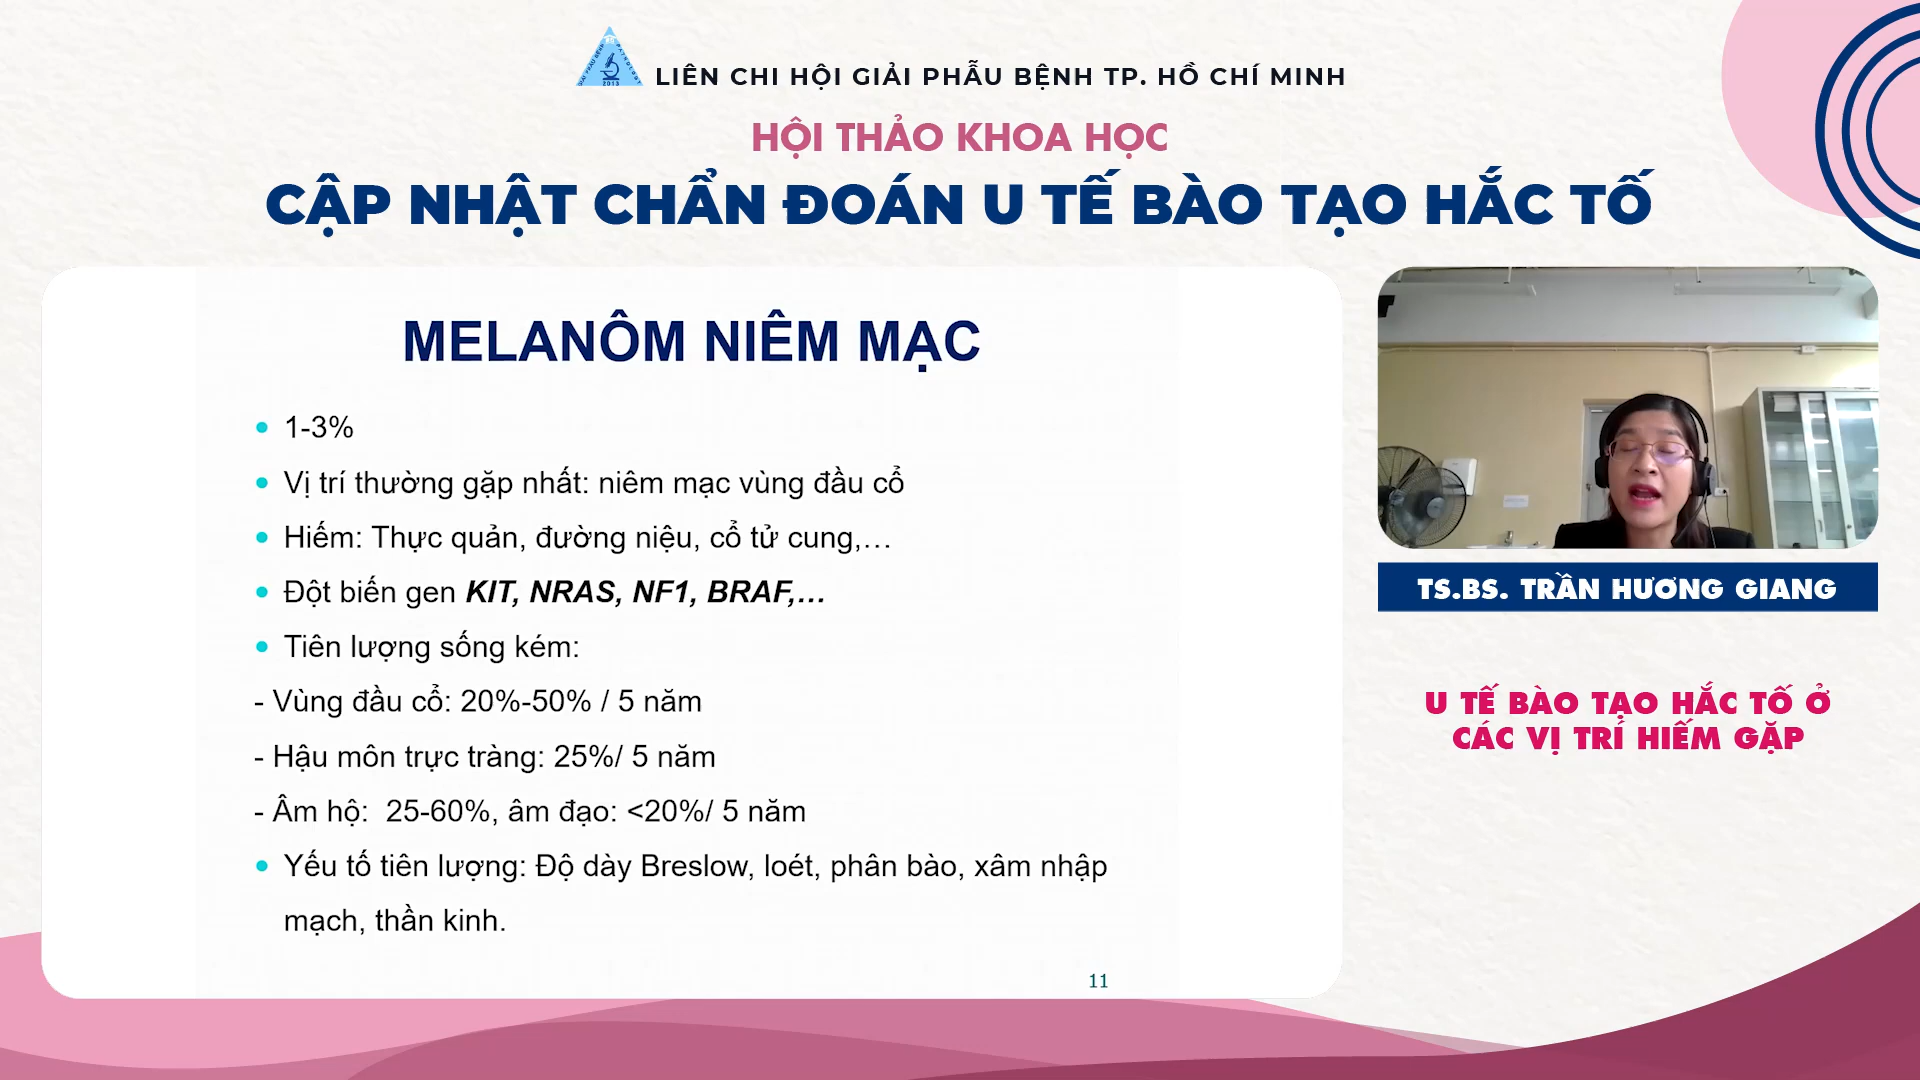 LIÊN CHI HỘI GIẢI PHẪU BỆNH TP. HỒ CHÍ MINH
HỘI THẢO KHOA HỌC
CẬP NHẬT CHẨN ĐOÁN U TẾ BÀO TẠO HẮC TỐ
MELANÔM NIÊM MẠC
• 1-3%
• Vị trí thường gặp nhất: niêm mạc vùng đầu cổ
• Hiếm: Thực quản, đường niệu, cổ tử cung,…
• Đột biến gen KIT, NRAS, NF1, BRAF,…
• Tiên lượng sống kém:
- Vùng đầu cổ: 20%-50% / 5 năm
- Hậu môn trực tràng: 25%/ 5 năm
- Âm hộ:  25-60%, âm đạo: <20%/ 5 năm
• Yếu tố tiên lượng: Độ dày Breslow, loét, phân bào, xâm nhập
mạch, thần kinh.
11
TS.BS. TRẦN HƯƠNG GIANG
U TẾ BÀO TẠO HẮC TỐ Ở
CÁC VỊ TRÍ HIẾM GẶP